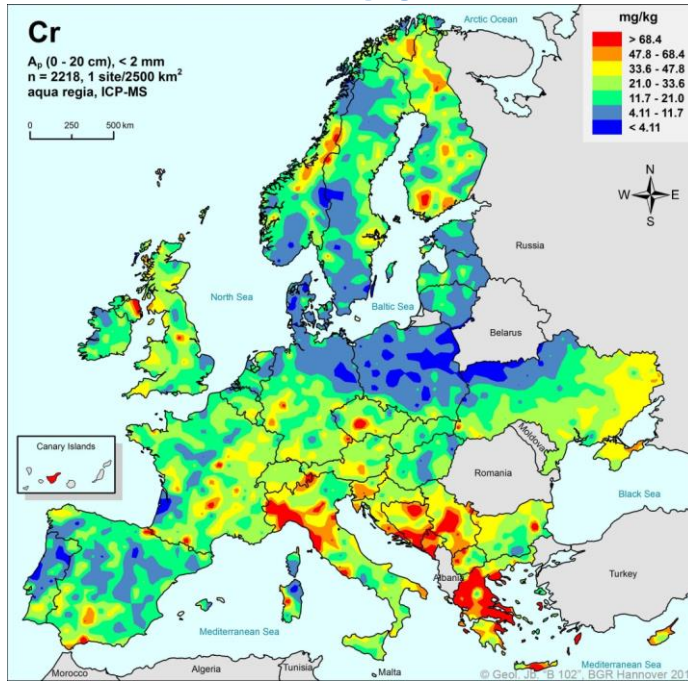 Cr
Ap (0 - 20 cm), < 2 mm
n = 2218, 1 site/2500 km²
aqua regia, ICP-MS
0 250 500 km
mg/kg
> 68.4
47.8 - 68.4
33.6 - 47.8
21.0 - 33.6
11.7 - 21.0
4.11 - 11.7
< 4.11
Arctic Ocean
N
W E
S
Russia
North Sea
Baltic Sea
Belarus
Canary Islands
Moldova
Romania
Black Sea
Albania
Turkey
Mediterranean Sea
Mediterranean Sea
Morocco
Algeria
Tunisia
Malta
© Geol. Jb. "B 102", BGR Hannover